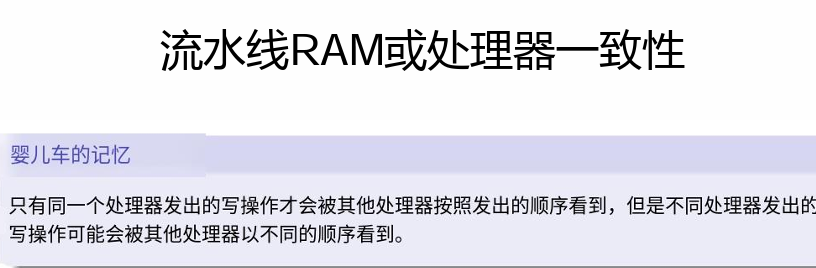 流水线RAM或处理器一致性
婴儿车的记忆
只有同一个处理器发出的写操作才会被其他处理器按照发出的顺序看到，但是不同处理器发出的
写操作可能会被其他处理器以不同的顺序看到。